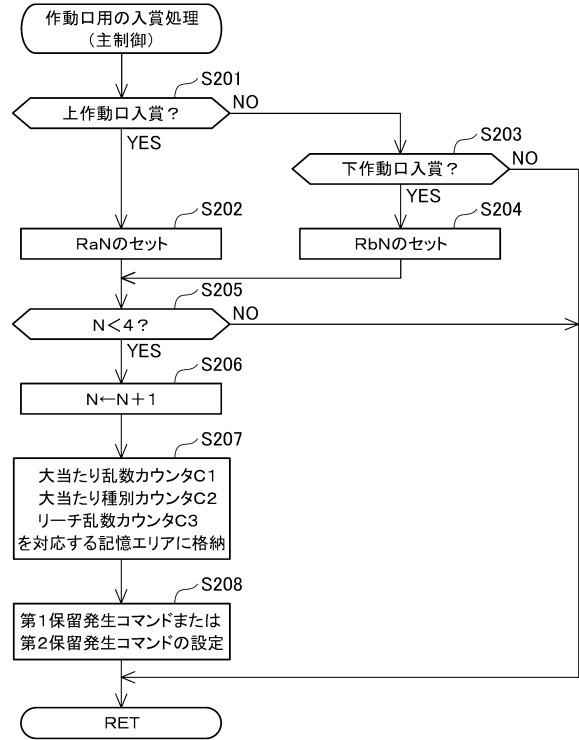 作動口用の入賞処理
(主制御)
S201
上作動口入賞?
NO
YES
S203
下作動口入賞?
NO
YES
S202
RaNのセット
S204
RbNのセット
S205
N<4?
NO
YES
S206
N←N+1
S207
大当たり乱数カウンタC1
大当たり種別カウンタC2
リーチ乱数カウンタC3
を対応する記憶エリアに格納
S208
第1保留発生コマンドまたは
第2保留発生コマンドの設定
RET